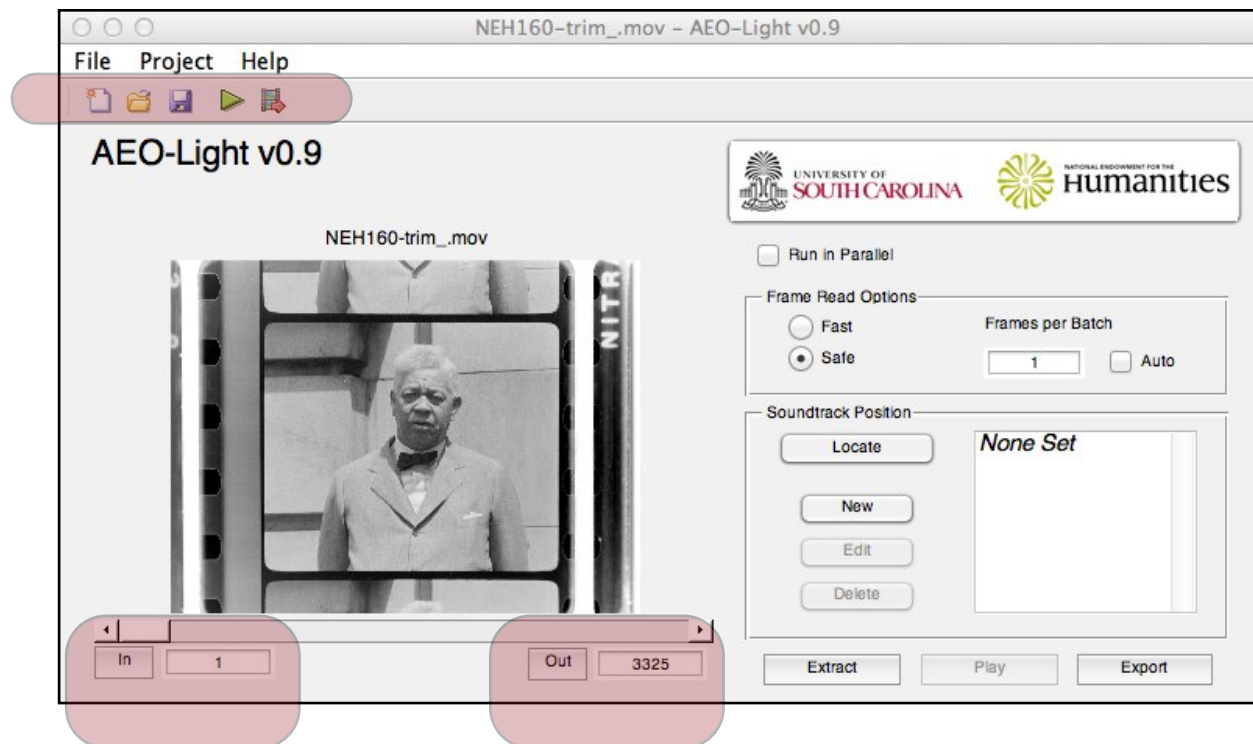 NEH160-trim_.mov - AEO-Light v0.9
File Project Help
AEO-Light v0.9
UNIVERSITY OF
SOUTH CAROLINA
NATIONAL ENDOWMENT FOR THE
Humanities
NEH160-trim_.mov
NITR
Run in Parallel
Frame Read Options
Fast
Frames per Batch
Safe
1
Auto
Soundtrack Position
Locate
None Set
New
Edit
Delete
In
1
Out
3325
Extract
Play
Export